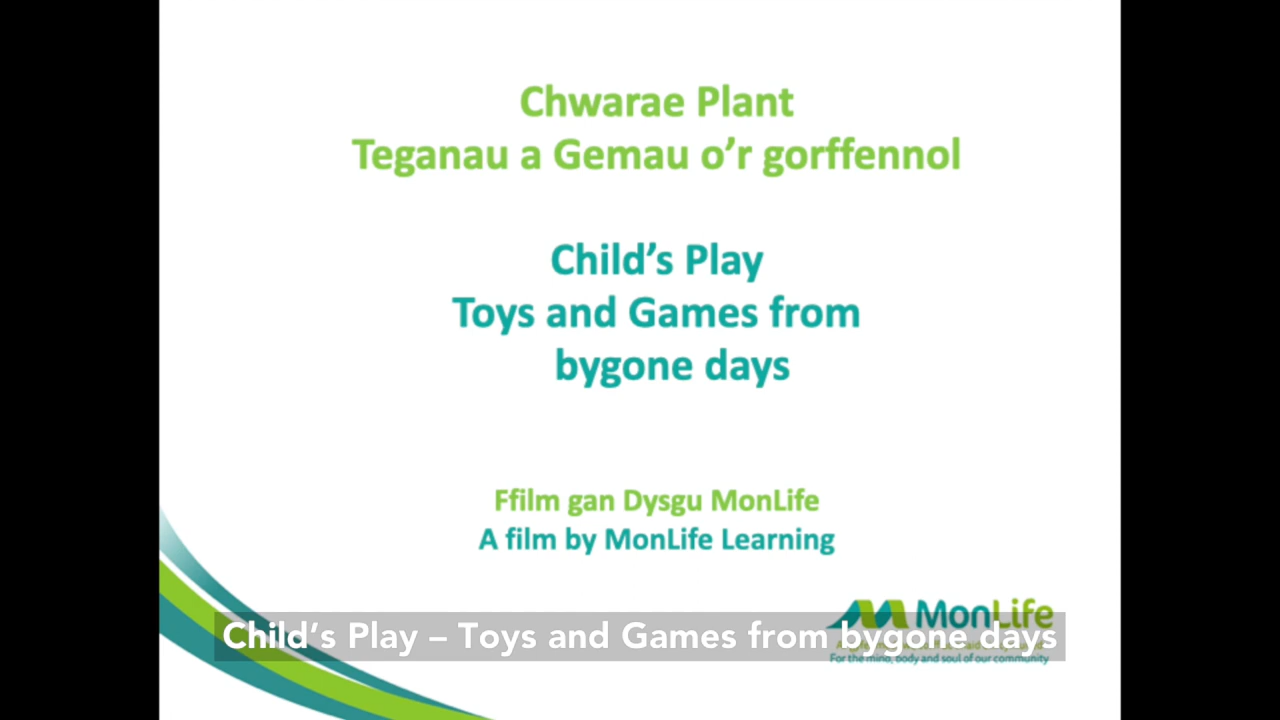 Chwarae Plant
Teganau a Gemau o’r gorffennol
Child’s Play
Toys and Games from
bygone days
Ffilm gan Dysgu MonLife
A film by MonLife Learning
MonLife
Child’s Play – Toys and Games from bygone days
For the mind, body and soul of our community